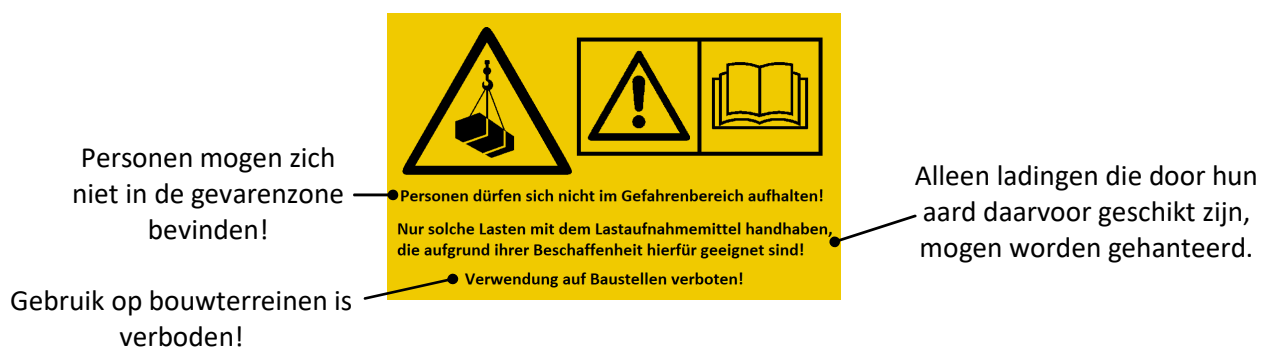 Personen mogen zich
niet in de gevarenzone
bevinden!
Personen dürfen sich nicht im Gefahrenbereich aufhalten!
Nur solche Lasten mit dem Lastaufnahmemittel handhaben,
die aufgrund ihrer Beschaffenheit hierfür geeignet sind!
Verwendung auf Baustellen verboten!
Alleen ladingen die door hun
aard daarvoor geschikt zijn,
mogen worden gehanteerd.
Gebruik op bouwterreinen is
verboden!